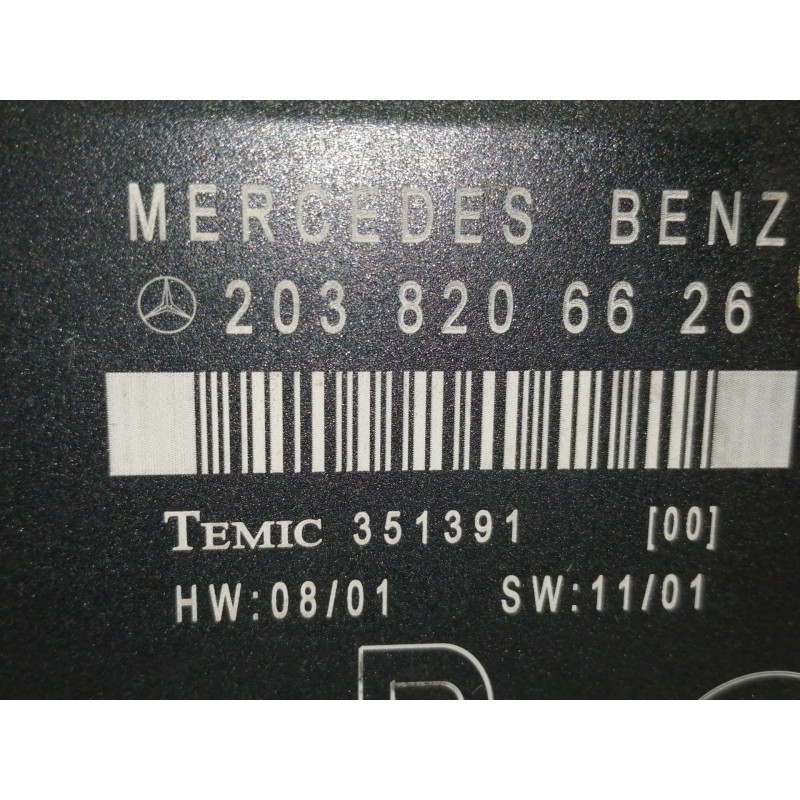 MERCEDES BENZ
203 820 66 26
TEMIC 351391 [00]
HW:08/01 SW:11/01